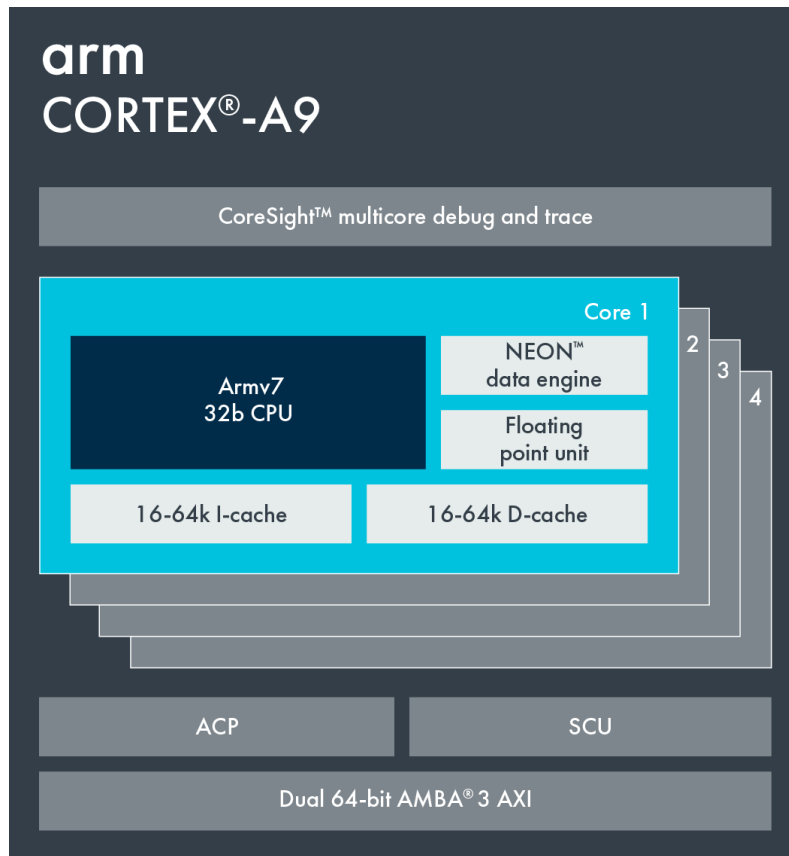 arm
CORTEX®-A9
CoreSight™ multicore debug and trace
Core 1
2
3
4
Armv7
32b CPU
NEON™
data engine
Floating
point unit
16-64k I-cache
16-64k D-cache
ACP
SCU
Dual 64-bit AMBA® 3 AXI